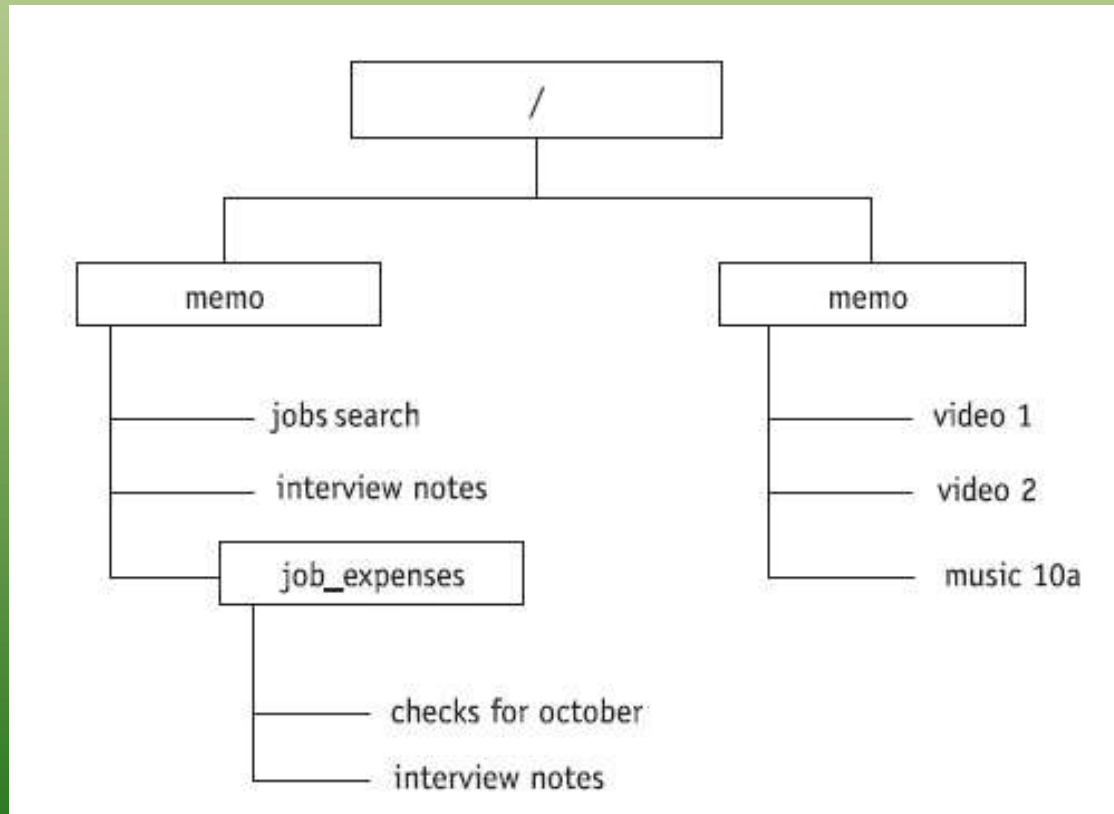 /
memo
memo
jobs search
video 1
interview notes
video 2
job_expenses
music 10a
checks for october
interview notes